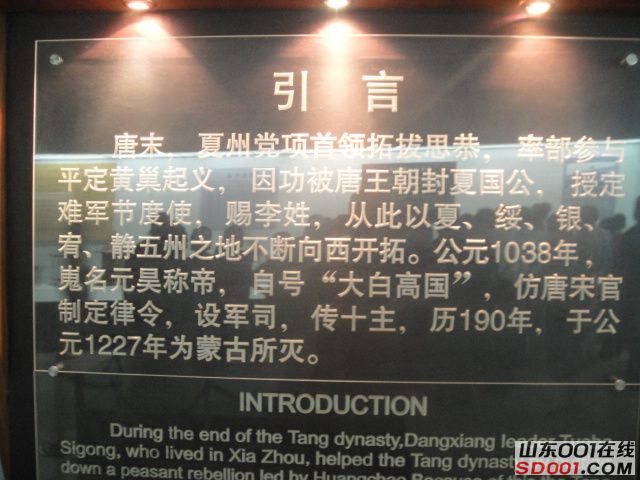 引言
唐末，夏州党项首领拓拔思恭，率部参与
平定黄巢起义，因功被唐王朝封夏国公，授定
难军节度使，赐李姓，从此以夏、绥、银、
宥、静五州之地不断向西开拓。公元1038年，
嵬名元昊称帝，自号“大白高国”，仿唐宋官
制定律令，设军司，传十主，历190年，于公
元1227年为蒙古所灭。
INTRODUCTION
During the end of the Tang dynasty,Dangxiang leader
Sigong, who lived in Xia Zhou, helped the Tang dynasty
down a peasant rebellion led by Huangchao Because of this the
山东001在线
SD001.COM